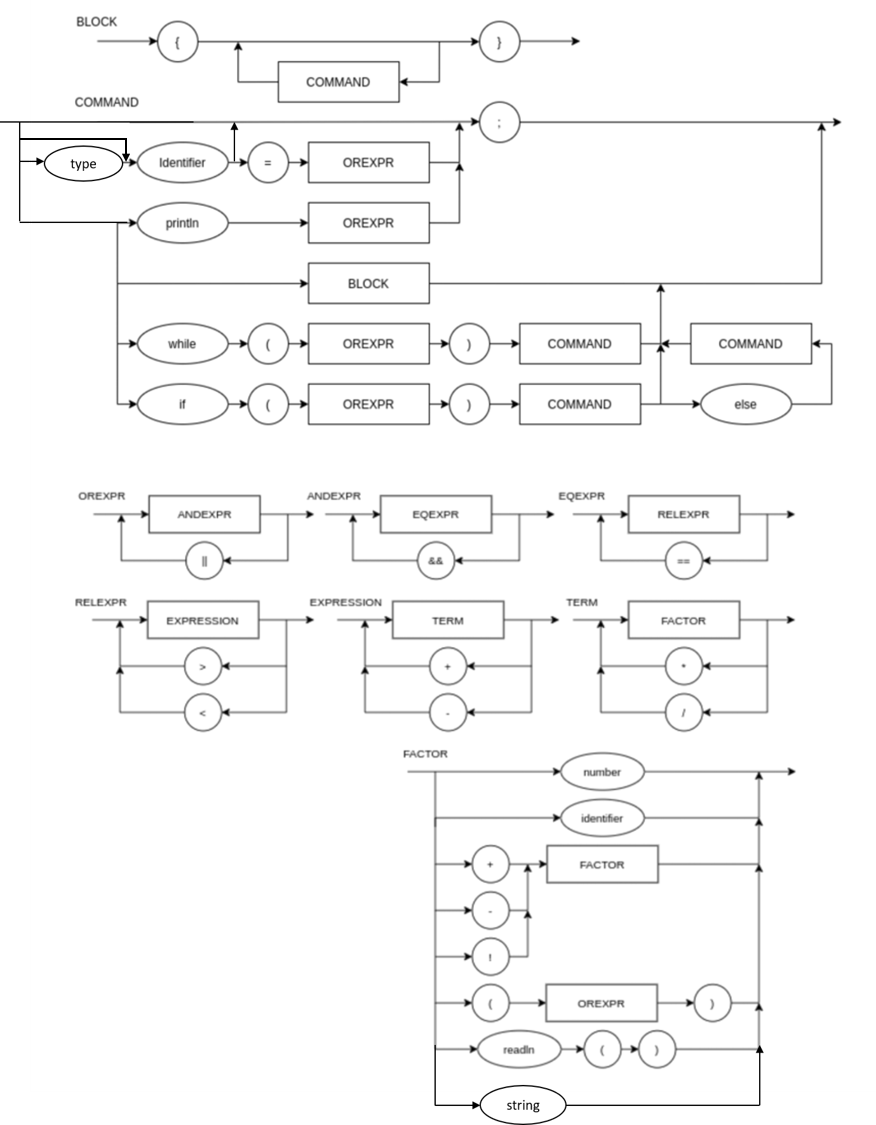 BLOCK
{ }
COMMAND
COMMAND
;
type Identifier = OREXPR
println OREXPR
BLOCK
while ( OREXPR ) COMMAND COMMAND
if ( OREXPR ) COMMAND else
OREXPR ANDEXPR EQEXPR
ANDEXPR EQEXPR RELEXPR
|| && ==
RELEXPR EXPRESSION TERM
EXPRESSION TERM FACTOR
> + *
< - /
FACTOR
number
identifier
+ FACTOR
-
!
( OREXPR )
readln ( )
string